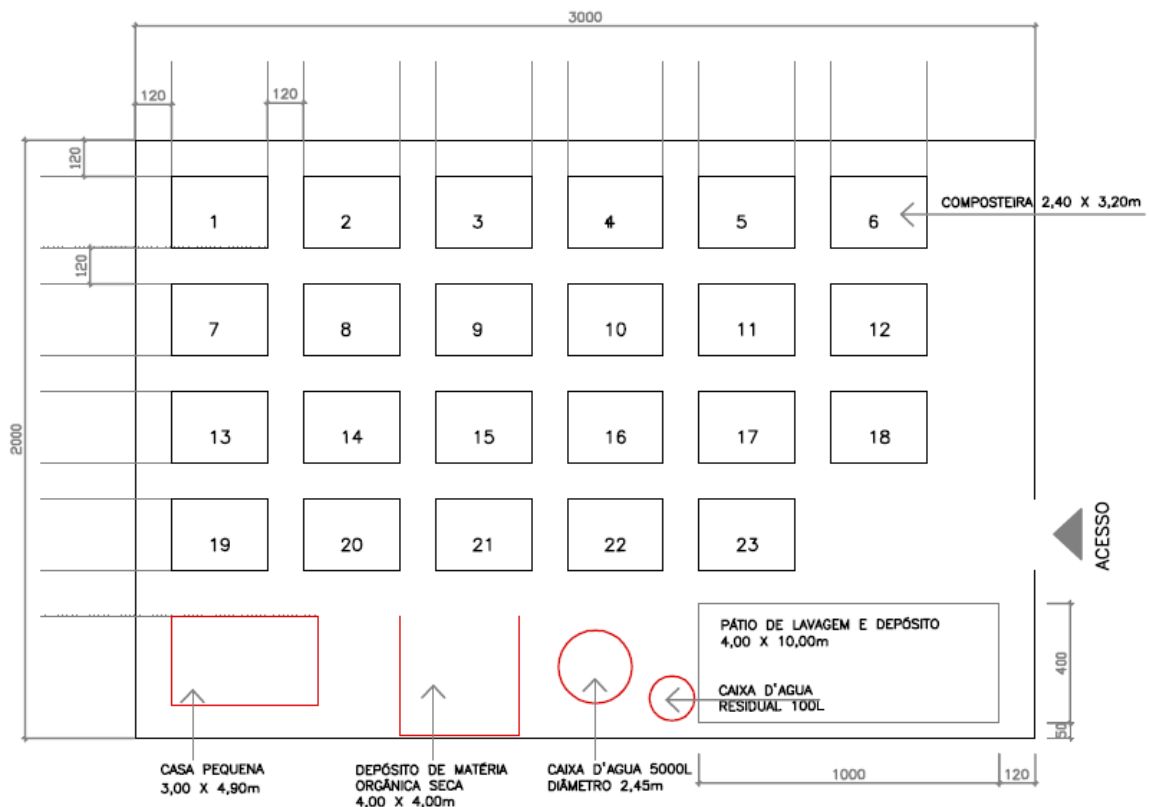 3000
120
120
120
1
2
3
4
5
6
COMPOSTEIRA 2,40 X 3,20m
120
7
8
9
10
11
12
2000
13
14
15
16
17
18
19
20
21
22
23
ACESSO
PÁTIO DE LAVAGEM E DEPÓSITO
4,00 X 10,00m
400
CAIXA D'AGUA
RESIDUAL 100L
50
CASA PEQUENA
3,00 X 4,90m
DEPÓSITO DE MATÉRIA
ORGÂNICA SECA
4,00 X 4,00m
CAIXA D'AGUA 5000L
DIÂMETRO 2,45m
1000
120